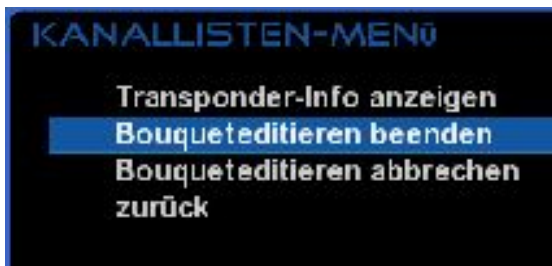 KANALLISTEN-MENÜ
Transponder-Info anzeigen
Bouqueteditieren beenden
Bouqueteditieren abbrechen
zurück